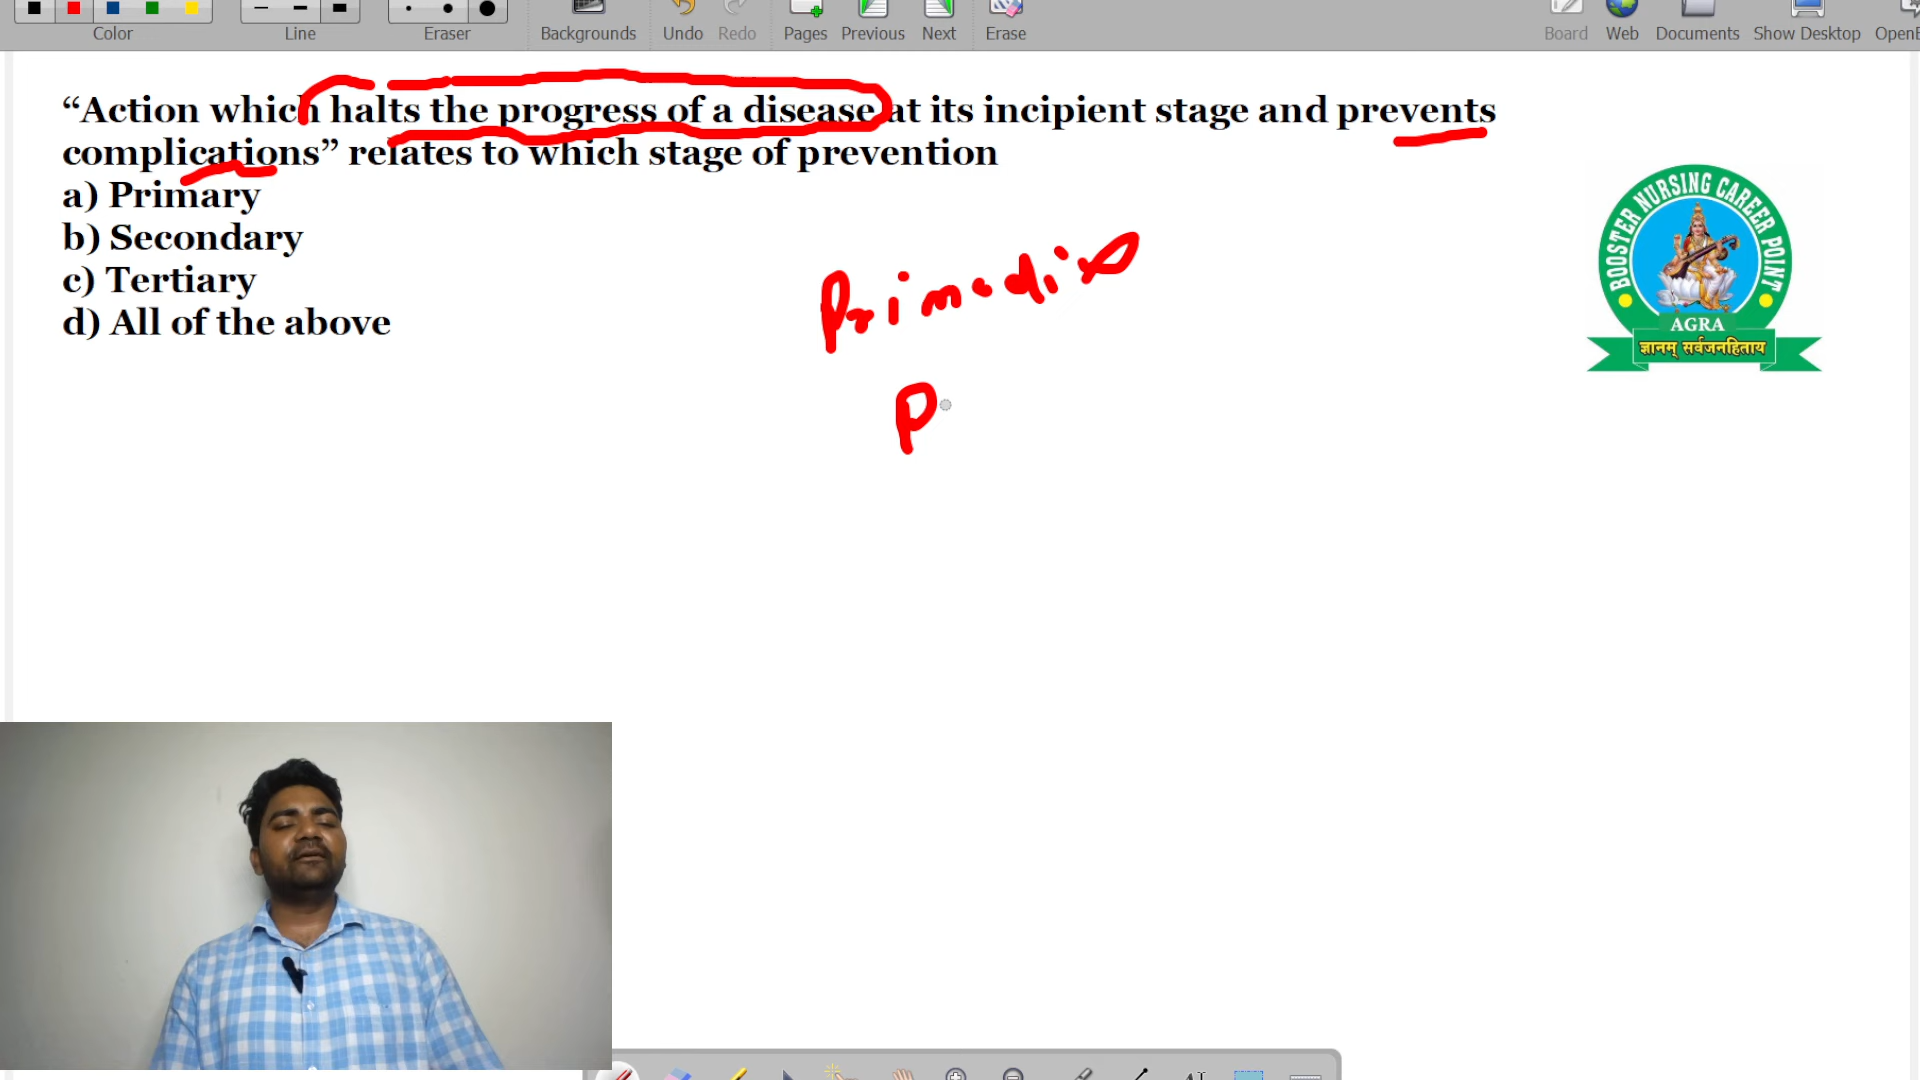 Color
Line
Eraser
Backgrounds
Undo
Redo
Pages
Previous
Next
Erase
Board
Web
Documents
Show Desktop
“Action which halts the progress of a disease at its incipient stage and prevents
complications” relates to which stage of prevention
a) Primary
b) Secondary
c) Tertiary
d) All of the above
P
BOOSTER NURSING CAREER POINT
AGRA
ज्ञानम् सर्वजनहिताय